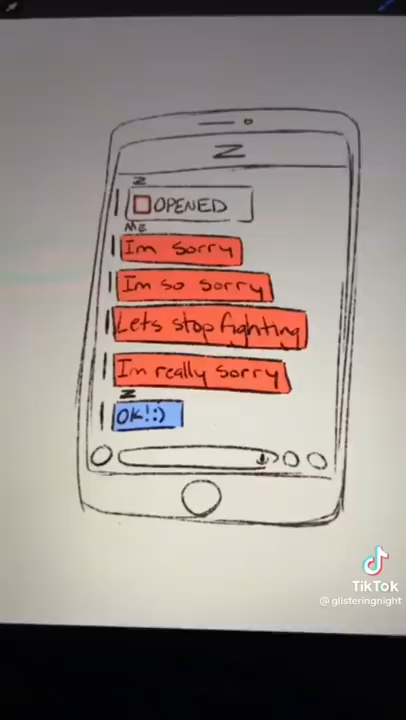 Z
Z
OPENED
ME
Im sorry
Im so sorry
Lets stop fighting
Im really sorry
Z
OK!:)
TikTok
@glisteringnight